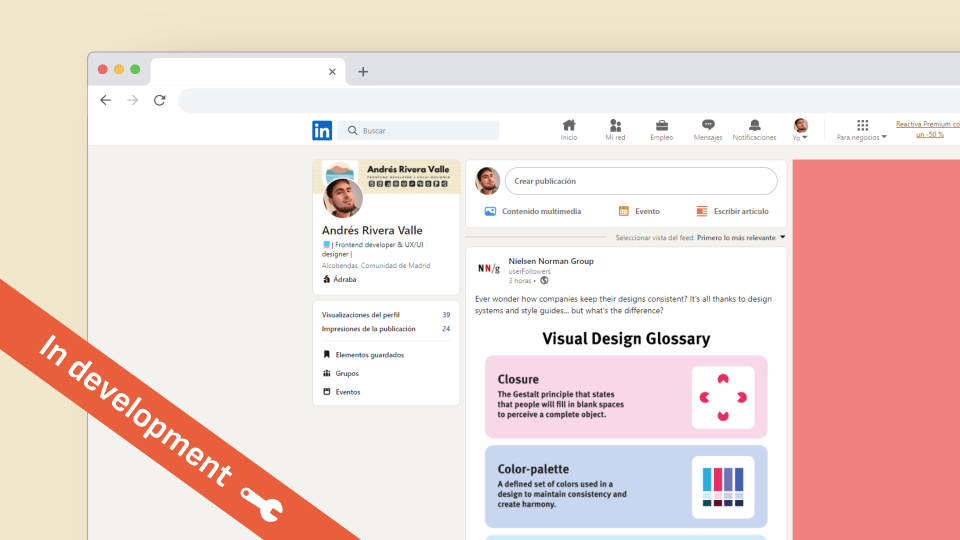 in
Buscar
Inicio
Mi red
Empleo
Mensajes
Notificaciones
Yo
Para negocios
Reactiva Premium co
un -50 %
Andrés Rivera Valle
FRONTEND DEVELOPER | UX/UI DESIGNER
Andrés Rivera Valle
| Frontend developer & UX/UI
designer |
Alcobendas, Comunidad de Madrid
Ádraba
Visualizaciones del perfil 39
Impresiones de la publicación 24
Elementos guardados
Grupos
Eventos
Crear publicación
Contenido multimedia
Evento
Escribir artículo
Seleccionar vista del feed: Primero lo más relevante
NN/g
Nielsen Norman Group
userFollowers
3 horas •
Ever wonder how companies keep their designs consistent? It's all thanks to design
systems and style guides... but what's the difference?
Visual Design Glossary
Closure
The Gestalt principle that states
that people will fill in blank spaces
to perceive a complete object.
Color-palette
A defined set of colors used in a
design to maintain consistency and
create harmony.
In development